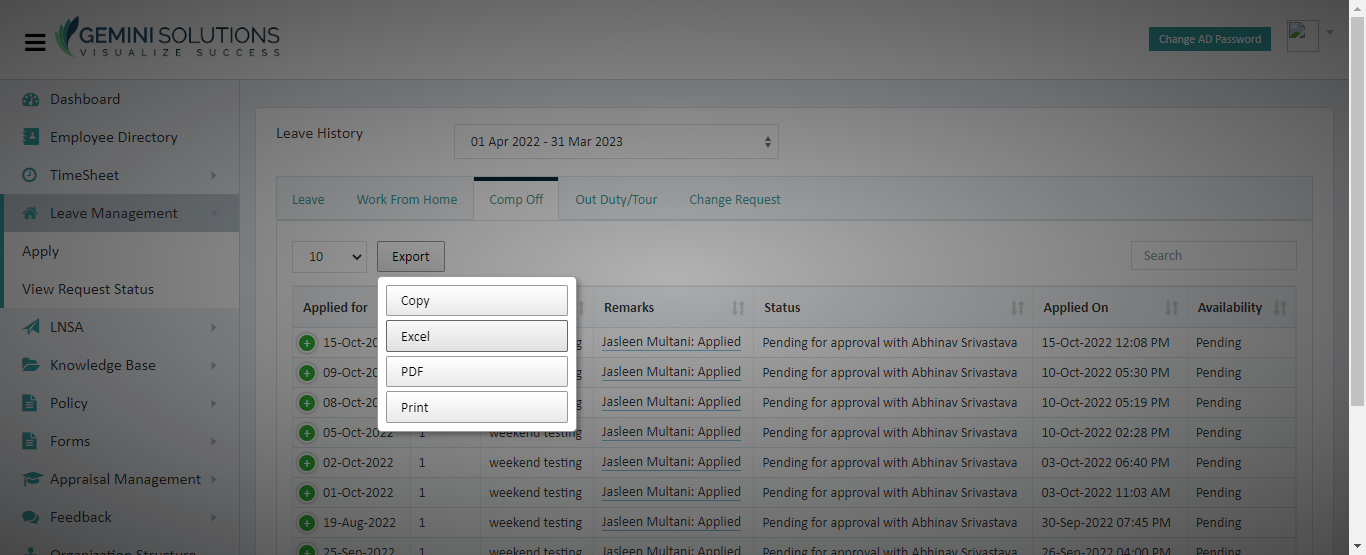 GEMINI SOLUTIONS
VISUALIZE SUCCESS
Change AD Password
Dashboard
Employee Directory
TimeSheet
Leave Management
Apply
View Request Status
LNSA
Knowledge Base
Policy
Forms
Appraisal Management
Feedback
Organization Structure
Leave History
01 Apr 2022 - 31 Mar 2023
Leave Work From Home Comp Off Out Duty/Tour Change Request
10 Export Search
Copy
Excel
PDF
Print
Applied for Remarks Status Applied On Availability
15-Oct-20 Jasleen Multani: Applied Pending for approval with Abhinav Srivastava 15-Oct-2022 12:08 PM Pending
09-Oct-20 Jasleen Multani: Applied Pending for approval with Abhinav Srivastava 10-Oct-2022 05:30 PM Pending
08-Oct-20 Jasleen Multani: Applied Pending for approval with Abhinav Srivastava 10-Oct-2022 05:19 PM Pending
05-Oct-2022 1 weekend testing Jasleen Multani: Applied Pending for approval with Abhinav Srivastava 10-Oct-2022 02:28 PM Pending
02-Oct-2022 1 weekend testing Jasleen Multani: Applied Pending for approval with Abhinav Srivastava 03-Oct-2022 06:40 PM Pending
01-Oct-2022 1 weekend testing Jasleen Multani: Applied Pending for approval with Abhinav Srivastava 03-Oct-2022 11:03 AM Pending
19-Aug-2022 1 weekend testing Jasleen Multani: Applied Pending for approval with Abhinav Srivastava 30-Sep-2022 07:45 PM Pending
25-Sep-2022 1 weekend testing Jasleen Multani: Applied Pending for approval with Abhinav Srivastava 26-Sep-2022 04:00 PM Pending